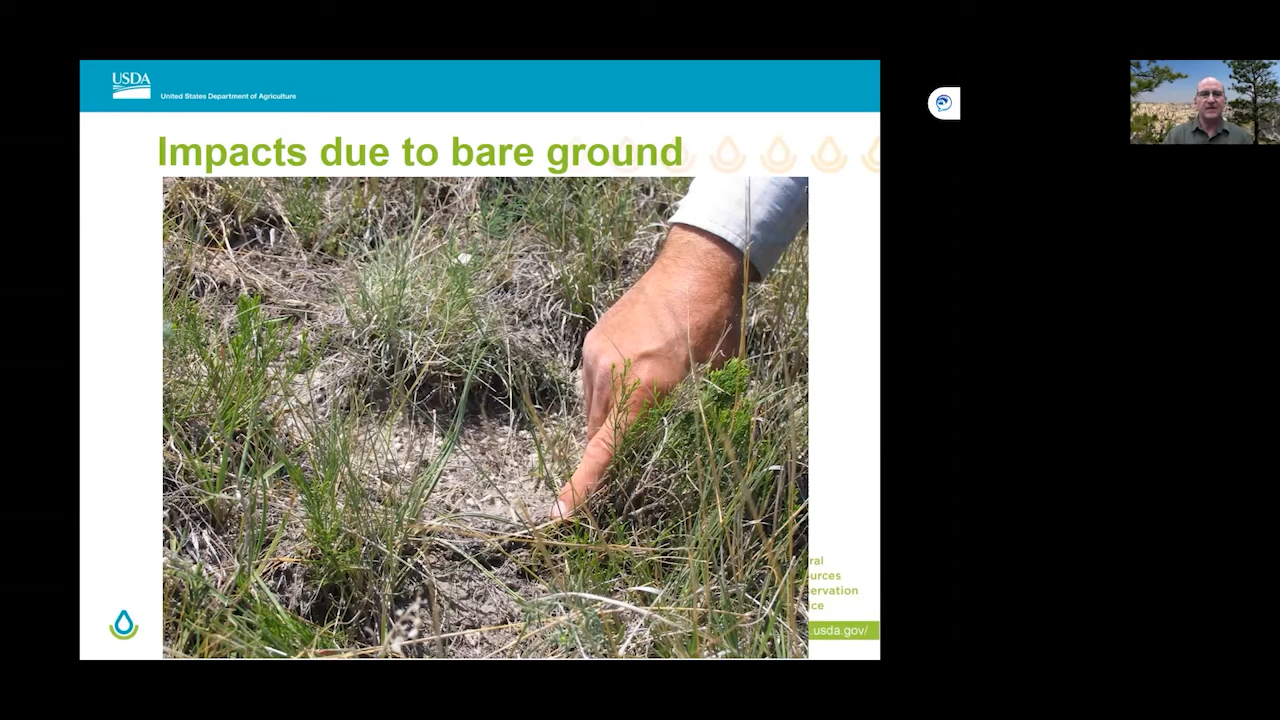 USDA
United States Department of Agriculture
Impacts due to bare ground
ral
urces
ervation
ce
.usda.gov/